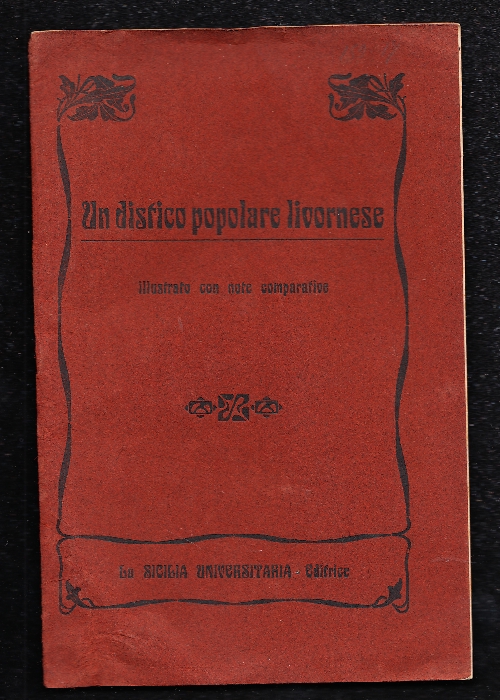 Un distico popolare livornese
illustrato con note comparative
La SICILIA UNIVERSITARIA - Editrice